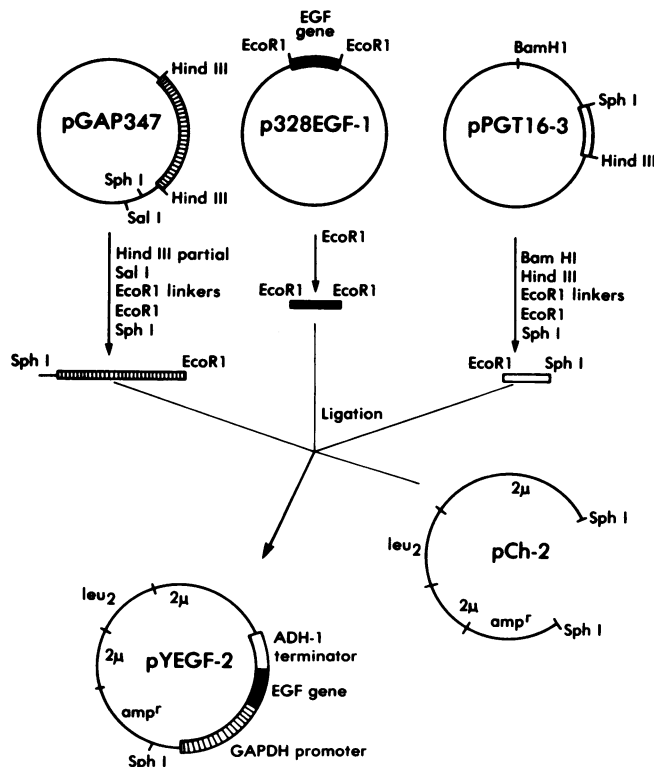 EGF
gene
EcoR1
EcoR1
Hind III
pGAP347
Sph I
Sal I
Hind III
p328EGF-1
BamH1
Sph I
pPGT16-3
Hind III
Hind III partial
Sal I
EcoR1 linkers
EcoR1
Sph I
EcoR1
EcoR1
EcoR1
Bam HI
Hind III
EcoR1 linkers
EcoR1
Sph I
Sph I
EcoR1
EcoR1
Sph I
Ligation
2μ
Sph I
leu2
pCh-2
2μ
ampr
Sph I
leu2
2μ
2μ
pYEGF-2
ampr
Sph I
ADH-1
terminator
EGF gene
GAPDH promoter